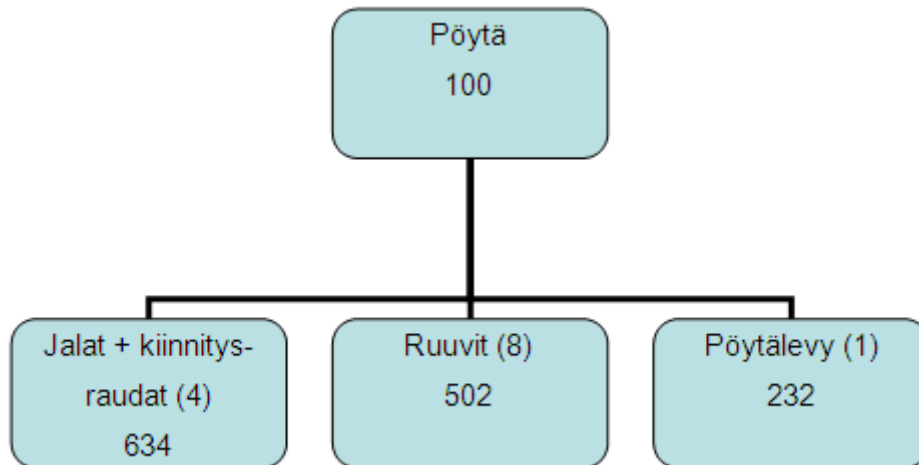 Pöytä
100
Jalat + kiinnitys-
raudat (4)
634
Ruuvit (8)
502
Pöytälevy (1)
232